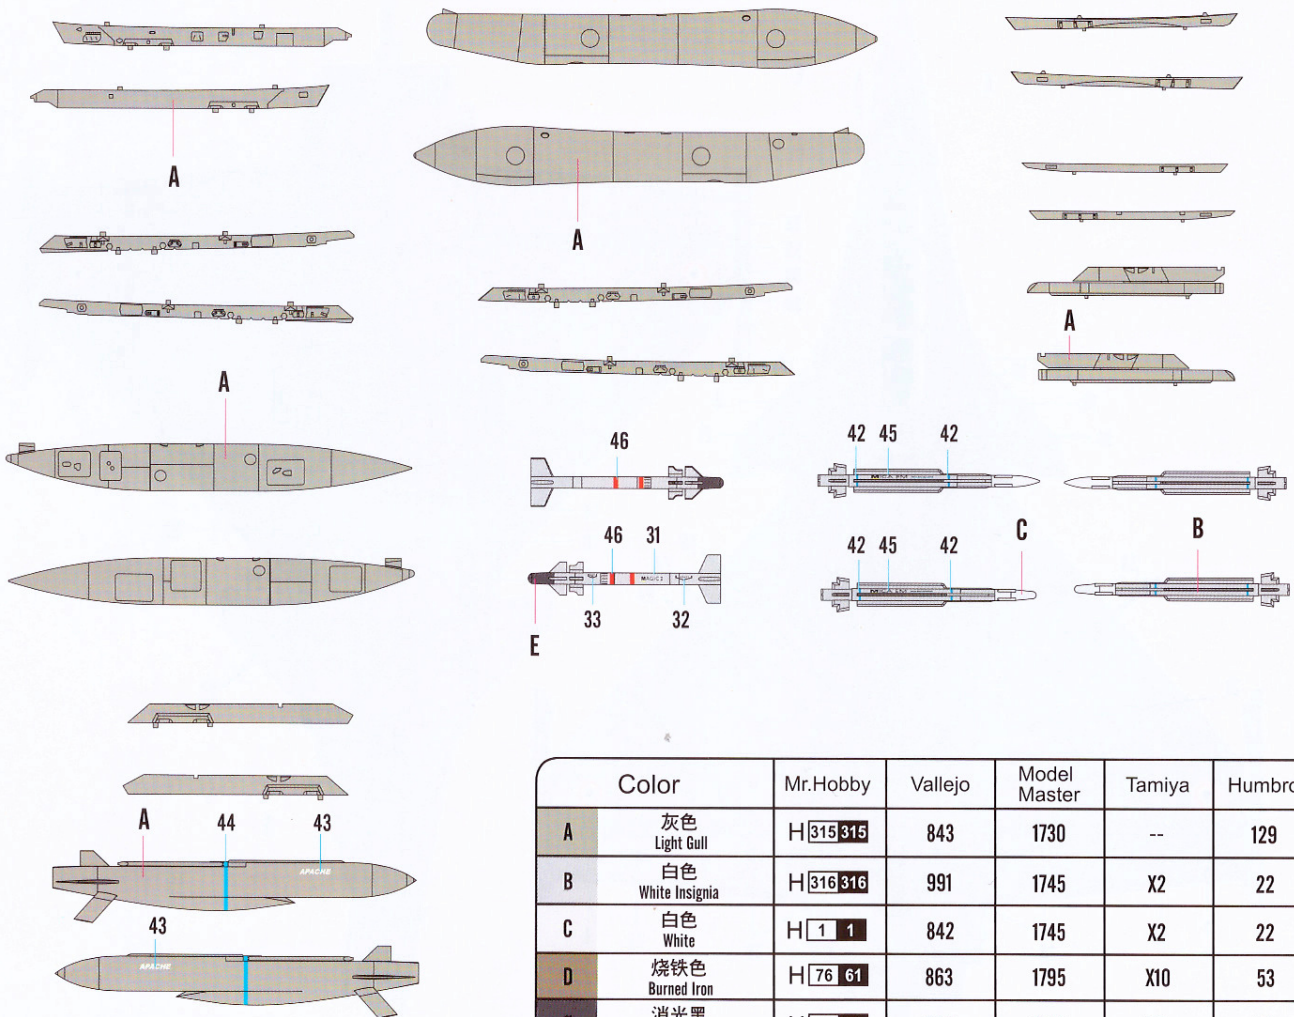 A
A
A
A
46
42 45 42
C
B
46 31
MAGIC 2
33 32
E
42 45 42
A 44 43
APACHE
43
APACHE
Color Mr.Hobby Vallejo Model Master Tamiya Humbro
A 灰色 Light Gull H 315 315 843 1730 -- 129
B 白色 White Insignia H 316 316 991 1745 X2 22
C 白色 White H 1 1 842 1745 X2 22
D 烧铁色 Burned Iron H 76 61 863 1795 X10 53
消光黑